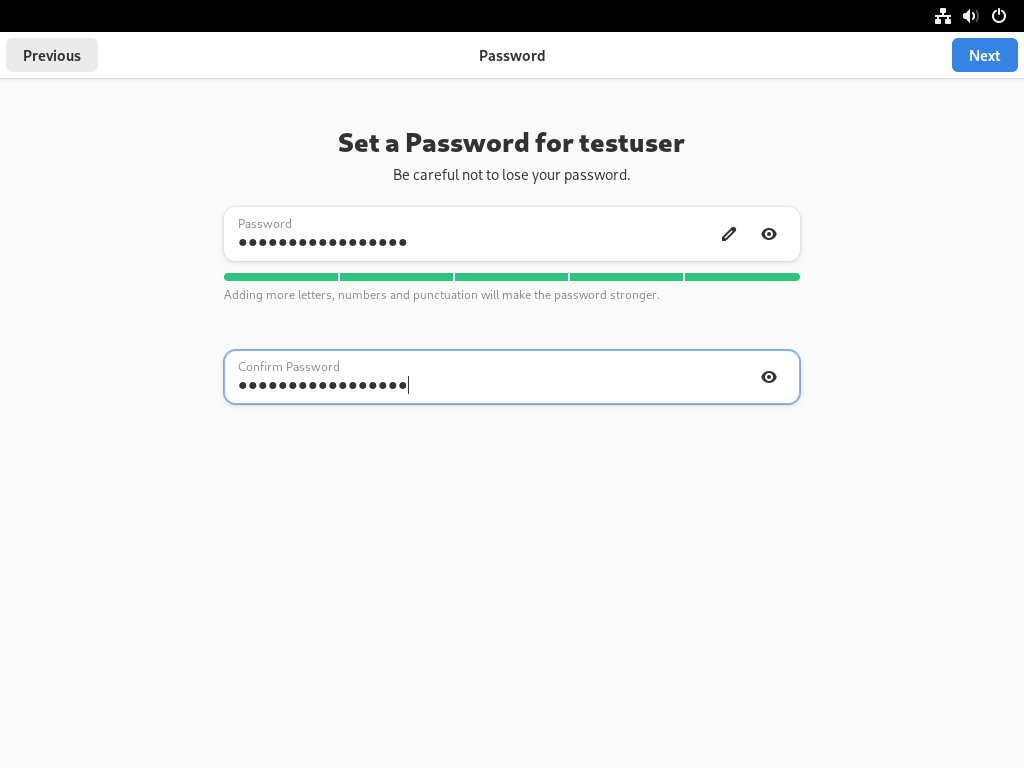 Previous
Password
Next
Set a Password for testuser
Be careful not to lose your password.
Password
●●●●●●●●●●●●●●●●●
Adding more letters, numbers and punctuation will make the password stronger.
Confirm Password
●●●●●●●●●●●●●●●●●